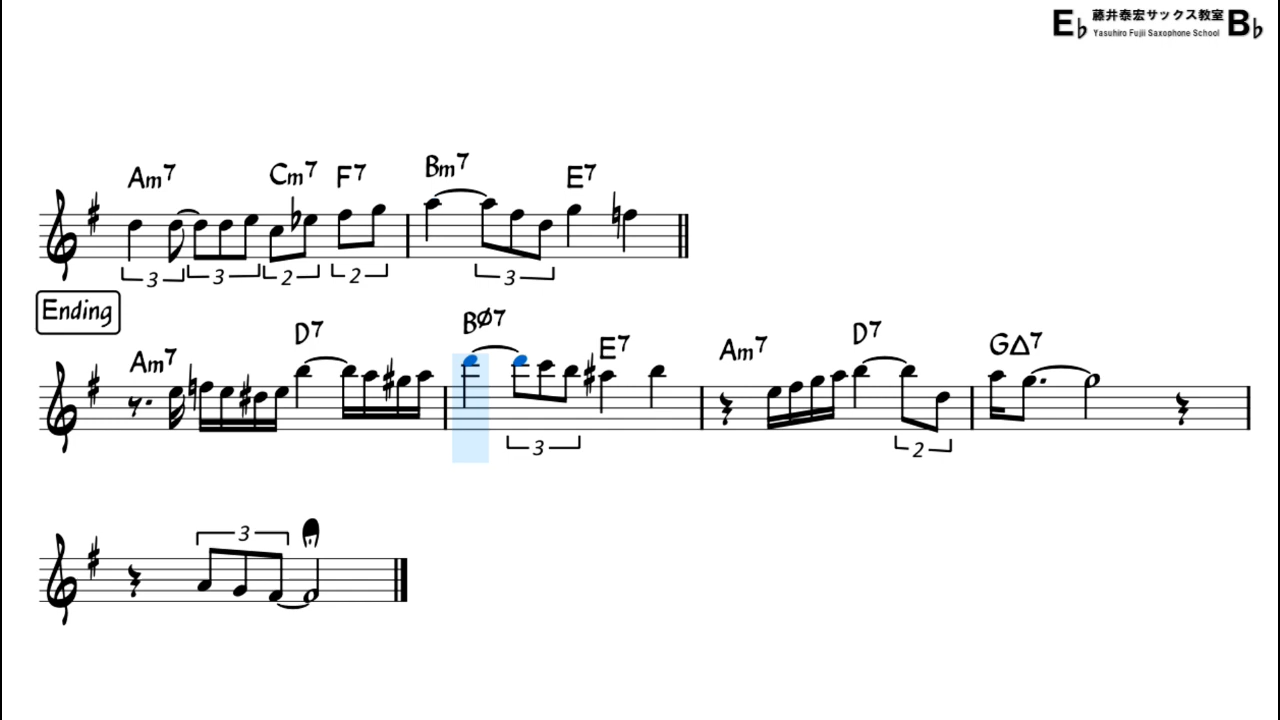 E♭ 藤井泰宏サックス教室 B♭
Yasuhiro Fujii Saxophone School
Am7 Cm7 F7 Bm7 E7
3 3 2 2 3
Ending
Am7 D7 BØ7 E7 Am7 D7 G△7
3 2
3